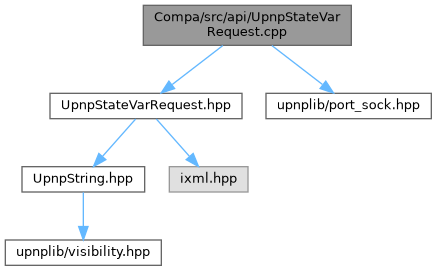 Compa/src/api/UpnpStateVar
Request.cpp
UpnpStateVarRequest.hpp
upnplib/port_sock.hpp
UpnpString.hpp
ixml.hpp
upnplib/visibility.hpp